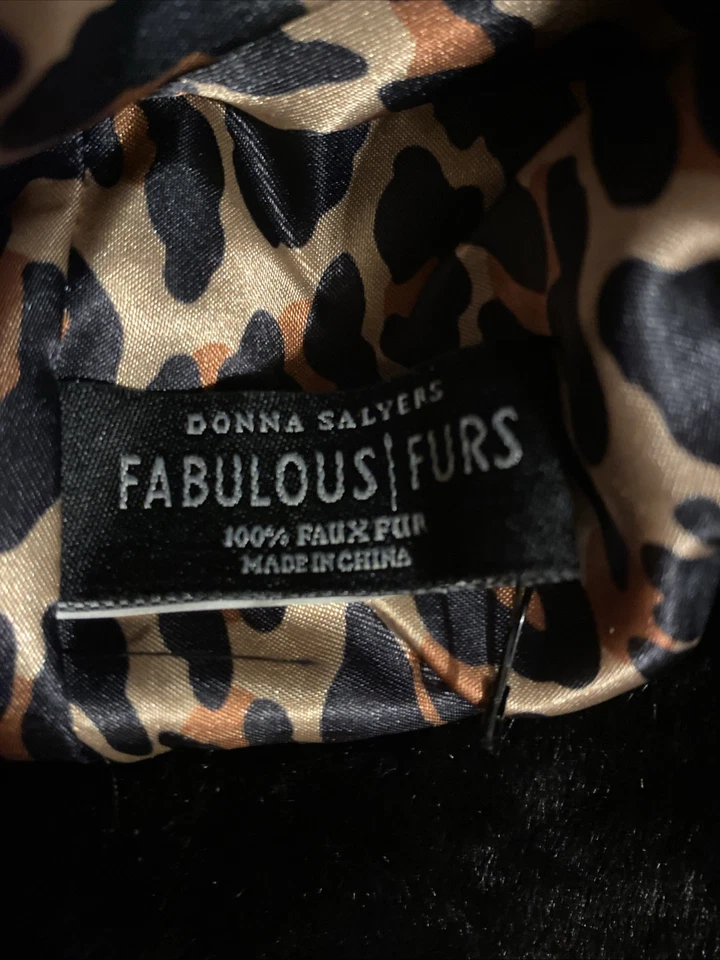 DONNA SALYERS
FABULOUS|FURS
100% FAUX FUR
MADE IN CHINA